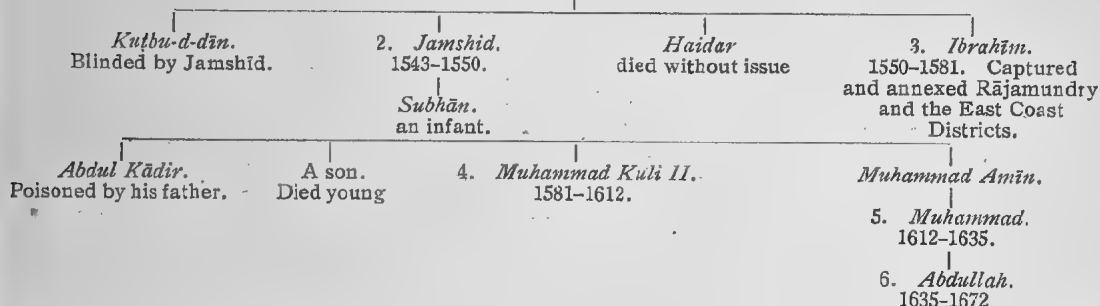 Kuṭbu-d-dīn.
Blinded by Jamshīd.
2. Jamshid.
1543–1550.
Subhān.
an infant.
Haidar
died without issue
3. Ibrahīm.
1550–1581. Captured
and annexed Rājamundry
and the East Coast
Districts.
Abdul Kādir.
Poisoned by his father.
A son.
Died young
4. Muhammad Kuli II.
1581–1612.
Muhammad Amīn.
5. Muhammad.
1612–1635.
6. Abdullah.
1635–1672